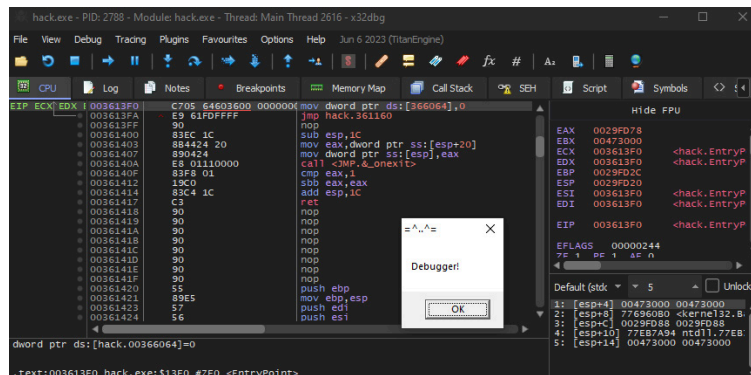 hack.exe - PID: 2788 - Module: hack.exe - Thread: Main Thread 2616 - x32dbg
File View Debug Tracing Plugins Favourites Options Help Jun 6 2023 (TitanEngine)
fx # A₂
CPU Log Notes Breakpoints Memory Map Call Stack SEH Script Symbols
EIP ECX EDX 003613F0 C705 64603600 0000000 mov dword ptr ds:[366064],0
003613FA E9 61FDFFFF jmp hack.361160
003613FF 90 nop
00361400 83EC 1C sub esp,1C
00361403 8B4424 20 mov eax,dword ptr ss:[esp+20]
00361407 890424 mov dword ptr ss:[esp],eax
0036140A E8 01110000 call <JMP.&_onexit>
0036140F 83F8 01 cmp eax,1
00361412 19C0 sbb eax,eax
00361414 83C4 1C add esp,1C
00361417 C3 ret
00361418 90 nop
00361419 90 nop
0036141A 90 nop
0036141B 90 nop
0036141C 90 nop
0036141D 90 nop
0036141E 90 nop
0036141F 90 nop
00361420 55 push ebp
00361421 89E5 mov ebp,esp
00361423 57 push edi
00361424 56 push esi
=^..^=
Debugger!
OK
Hide FPU
EAX 0029FD78
EBX 00473000
ECX 003613F0 <hack.EntryP
EDX 003613F0 <hack.EntryP
EBP 0029FD2C
ESP 0029FD20
ESI 003613F0 <hack.EntryP
EDI 003613F0 <hack.EntryP
EIP 003613F0 <hack.EntryP
EFLAGS 00000244
ZF 1 PF 1 AF 0
Default (stdc 5 Unlock
1: [esp+4] 00473000 00473000
2: [esp+8] 776960B0 <kernel32.Ba
3: [esp+C] 0029FD88 0029FD88
4: [esp+10] 77EB7A94 ntdll.77EB7
5: [esp+14] 00473000 00473000
dword ptr ds:[hack.00366064]=0
.text:003613F0 hack.exe:$13F0 #7F0 <EntryPoint>